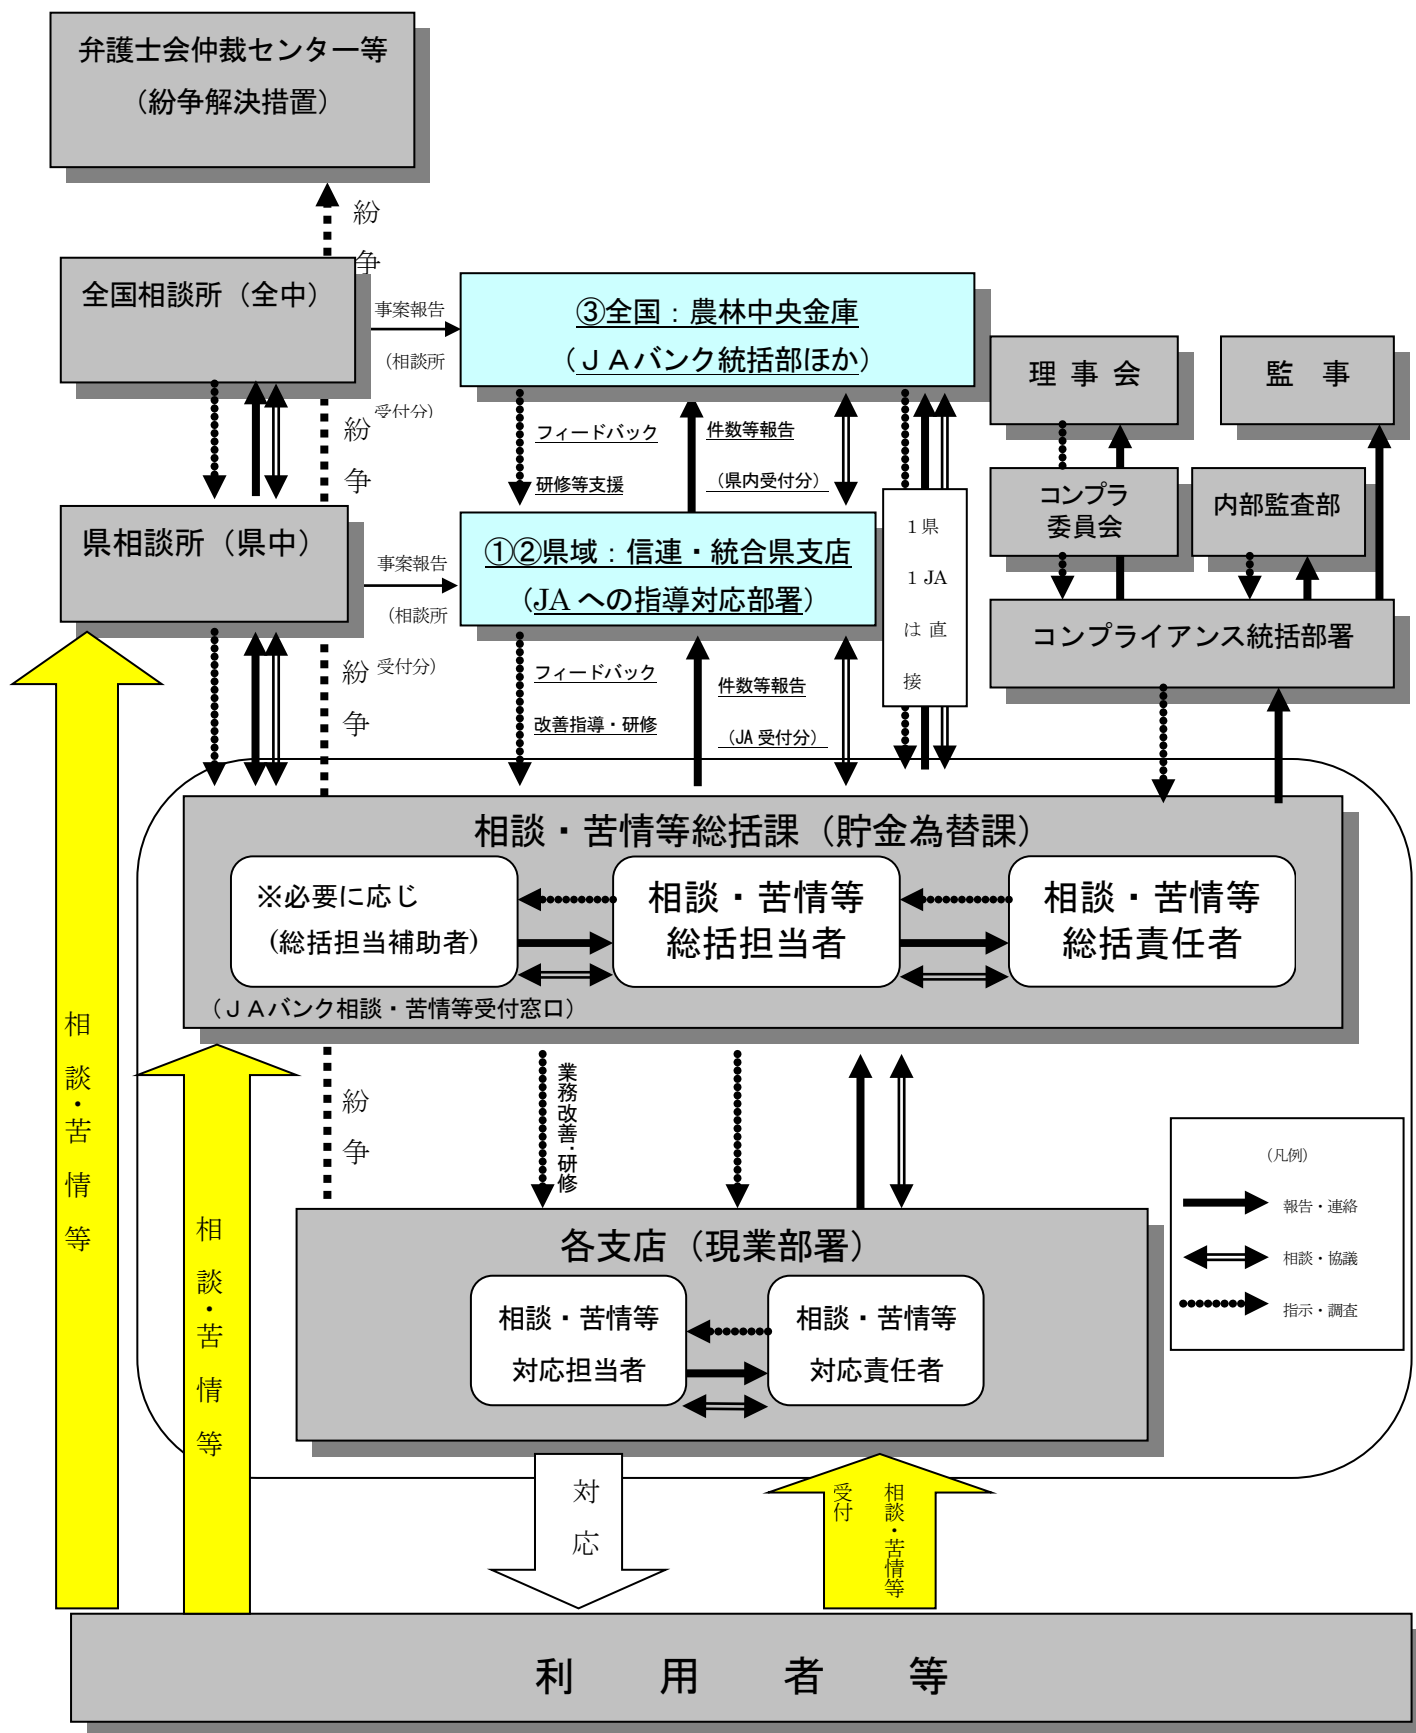 弁護士会仲裁センター等
（紛争解決措置）
紛
争
全国相談所（全中）
事案報告
（相談所
受付分）
③全国：農林中央金庫
（ＪＡバンク統括部ほか）
理 事 会
監　事
紛
争
フィードバック
研修等支援
件数等報告
（県内受付分）
コンプラ
委員会
内部監査部
１県
１JA
は 直
接
県相談所（県中）
事案報告
（相談所
受付分）
①②県域：信連・統合県支店
（JA への指導対応部署）
コンプライアンス統括部署
紛
争
フィードバック
改善指導・研修
件数等報告
（JA 受付分）
相談・苦情等総括課（貯金為替課）
※必要に応じ
（総括担当補助者）
相談・苦情等
総括担当者
相談・苦情等
総括責任者
（ＪＡバンク相談・苦情等受付窓口）
相談・苦情等
相談・苦情等
紛
争
業務改善・研修
（凡例）
報告・連絡
相談・協議
指示・調査
各支店（現業部署）
相談・苦情等
対応担当者
相談・苦情等
対応責任者
対
応
相談・苦情等
受付
利　用　者　等